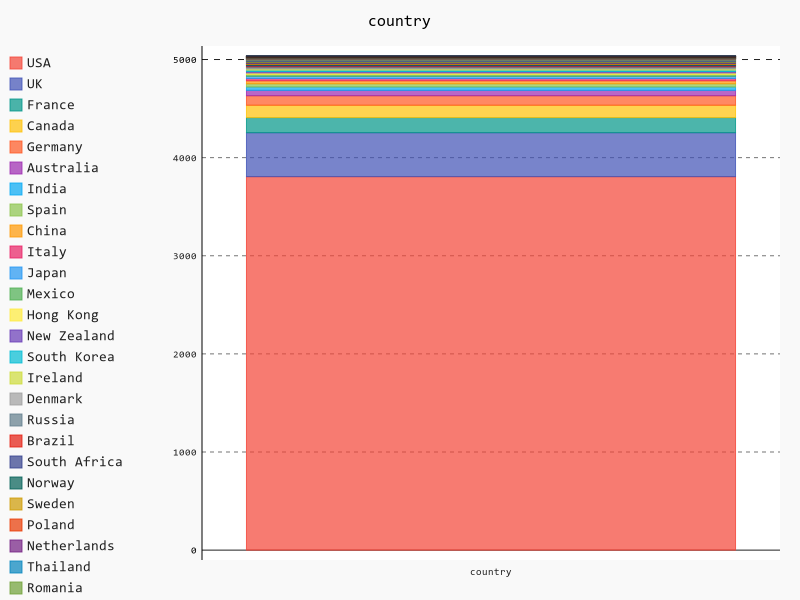 country
USA
UK
France
Canada
Germany
Australia
India
Spain
China
Italy
Japan
Mexico
Hong Kong
New Zealand
South Korea
Ireland
Denmark
Russia
Brazil
South Africa
Norway
Sweden
Poland
Netherlands
Thailand
Romania
5000
4000
3000
2000
1000
0
country